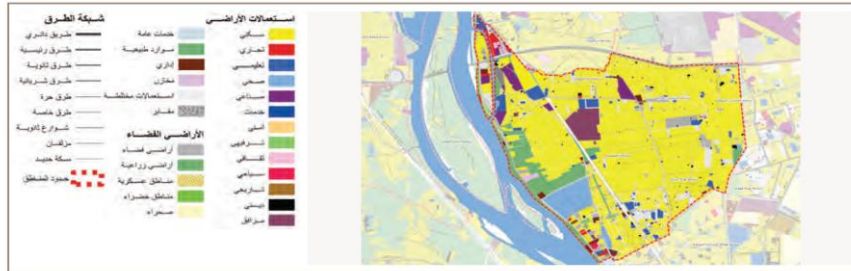 استعمالات الأراضي
سكني
تجاري
تعليمي
صحي
صناعي
خدمات
أمني
ترفيهي
ثقافي
سياحي
تاريخي
ديني
مرافق
خدمات عامة
موارد طبيعية
إداري
مخازن
استعمالات مختلطة
مقابر
الأراضي الفضاء
أراضي فضاء
أراضي زراعية
مناطق عسكرية
مناطق خضراء
صحراء
شبكة الطرق
طريق دائري
طرق رئيسية
طرق ثانوية
طرق شريانية
طرق حرة
طرق خاصة
شوارع ثانوية
مزلقان
سكة حديد
حدود المناطق